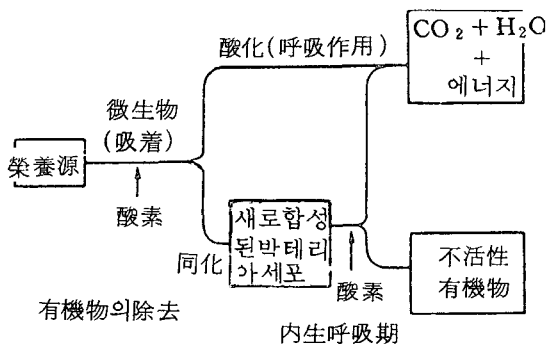 酸化(呼吸作用)
CO₂ + H₂O
+
에너지
微生物
(吸着)
榮養源
酸素
同化
새로합성
된박테리
아세포
酸素
不活性
有機物
有機物의除去
内生呼吸期